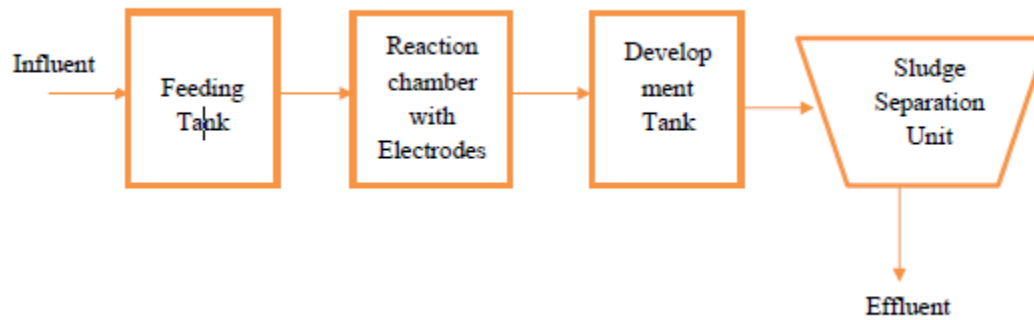 Influent
Feeding
Tank
Reaction
chamber
with
Electrodes
Develop
ment
Tank
Sludge
Separation
Unit
Effluent